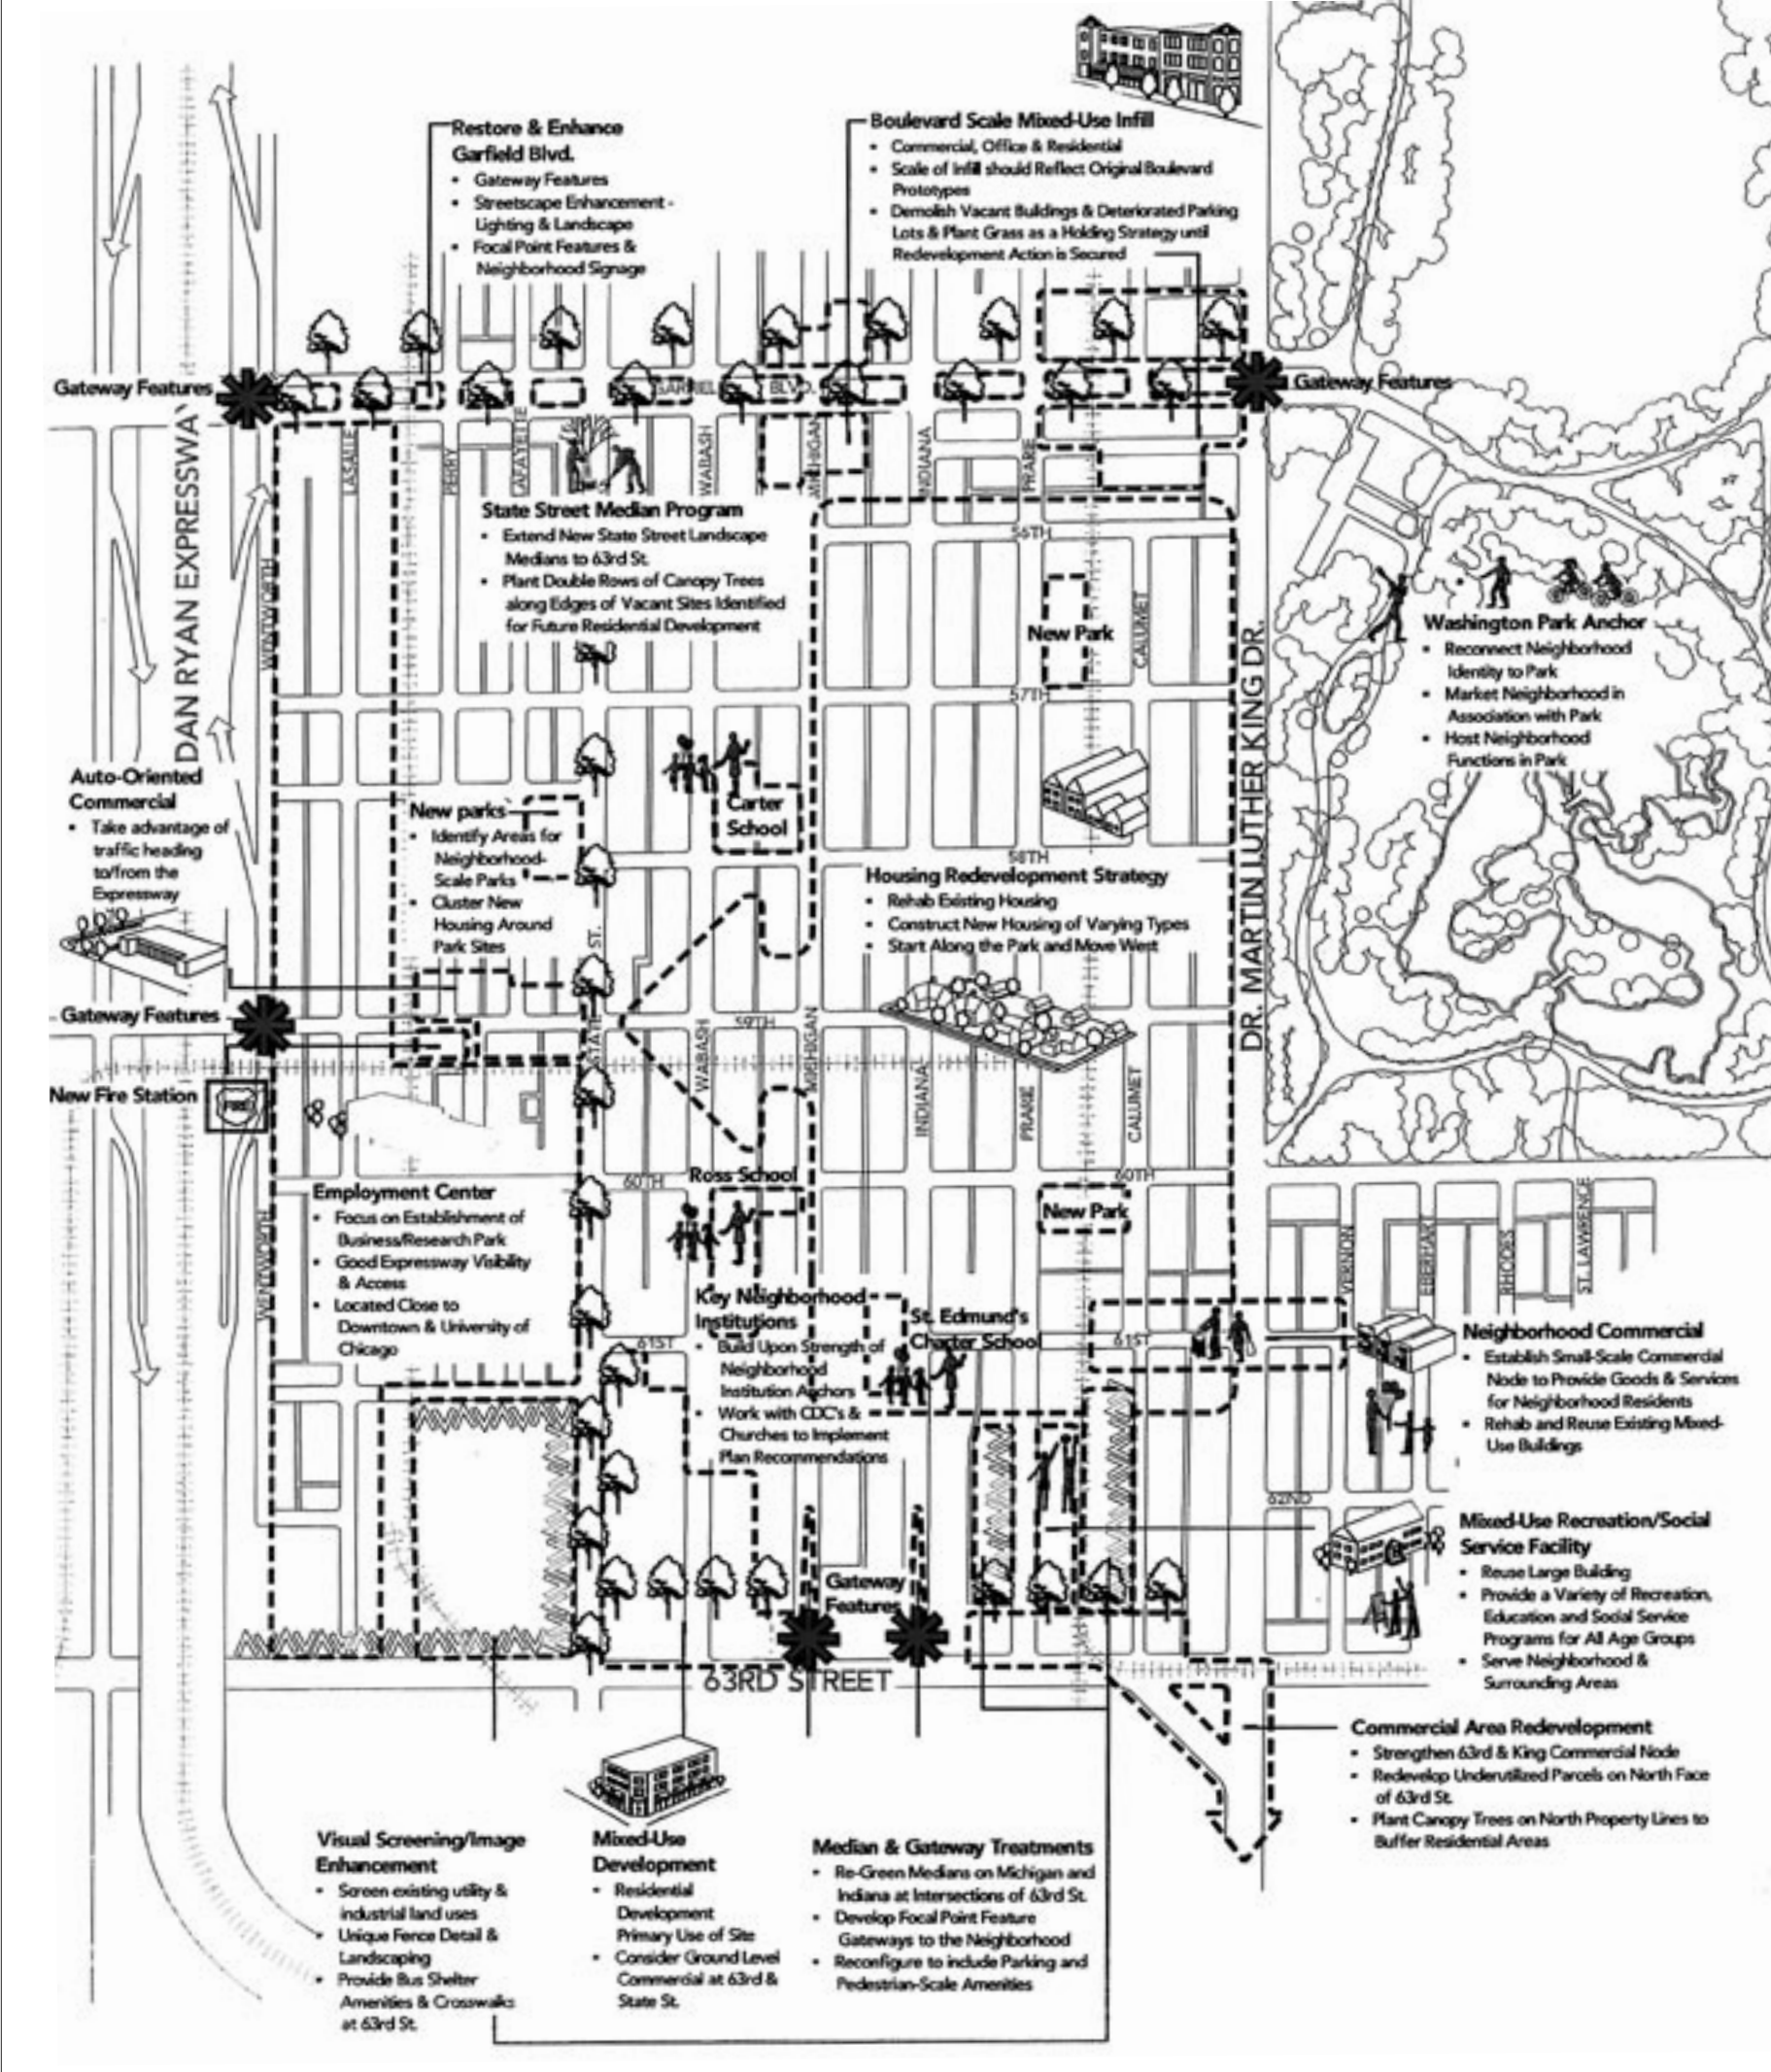 Restore & Enhance
Garfield Blvd.
• Gateway Features
• Streetscape Enhancement -
Lighting & Landscape
• Focal Point Features &
Neighborhood Signage
Boulevard Scale Mixed-Use Infill
• Commercial, Office & Residential
• Scale of Infill should Reflect Original Boulevard
Prototypes
• Demolish Vacant Buildings & Deteriorated Parking
Lots & Plant Grass as a Holding Strategy until
Redevelopment Action is Secured
Gateway Features
BLVD.
Gateway Features
DAN RYAN EXPRESSWAY
LASALLE
PERRY
LAFAYETTE
WABASH
MICHIGAN
INDIANA
PRARIE
State Street Median Program
• Extend New State Street Landscape
Medians to 63rd St.
• Plant Double Rows of Canopy Trees
along Edges of Vacant Sites Identified
for Future Residential Development
56TH
WENTWORTH
New Park
CALUMET
57TH
DR. MARTIN LUTHER KING DR.
Washington Park Anchor
• Reconnect Neighborhood
Identity to Park
• Market Neighborhood in
Association with Park
• Host Neighborhood
Functions in Park
Auto-Oriented
Commercial
• Take advantage of
traffic heading
to/from the
Expressway
New parks
• Identify Areas for
Neighborhood-
Scale Parks
• Cluster New
Housing Around
Park Sites
Carter
School
58TH
Housing Redevelopment Strategy
• Rehab Existing Housing
• Construct New Housing of Varying Types
• Start Along the Park and Move West
Gateway Features
STATE ST.
59TH
WABASH
MICHIGAN
INDIANA
PRARIE
CALUMET
New Fire Station
FIRE
Ross School
60TH
60TH
New Park
WENTWORTH
Employment Center
• Focus on Establishment of
Business/Research Park
• Good Expressway Visibility
& Access
• Located Close to
Downtown & University of
Chicago
VERNON
EBERHART
RHODES
ST. LAWRENCE
Key Neighborhood
Institutions
• Build Upon Strength of
Neighborhood
Institution Anchors
• Work with CDC's &
Churches to Implement
Plan Recommendations
St. Edmund's
Charter School
61ST
61ST
Neighborhood Commercial
• Establish Small-Scale Commercial
Node to Provide Goods & Services
for Neighborhood Residents
• Rehab and Reuse Existing Mixed-
Use Buildings
62ND
Mixed-Use Recreation/Social
Service Facility
• Reuse Large Building
• Provide a Variety of Recreation,
Education and Social Service
Programs for All Age Groups
• Serve Neighborhood &
Surrounding Areas
Gateway
Features
63RD STREET
Commercial Area Redevelopment
• Strengthen 63rd & King Commercial Node
• Redevelop Underutilized Parcels on North Face
of 63rd St.
• Plant Canopy Trees on North Property Lines to
Buffer Residential Areas
Visual Screening/Image
Enhancement
• Screen existing utility &
industrial land uses
• Unique Fence Detail &
Landscaping
• Provide Bus Shelter
Amenities & Crosswalks
at 63rd St.
Mixed-Use
Development
• Residential
Development
Primary Use of Site
• Consider Ground Level
Commercial at 63rd &
State St.
Median & Gateway Treatments
• Re-Green Medians on Michigan and
Indiana at Intersections of 63rd St.
• Develop Focal Point Feature
Gateways to the Neighborhood
• Reconfigure to include Parking and
Pedestrian-Scale Amenities